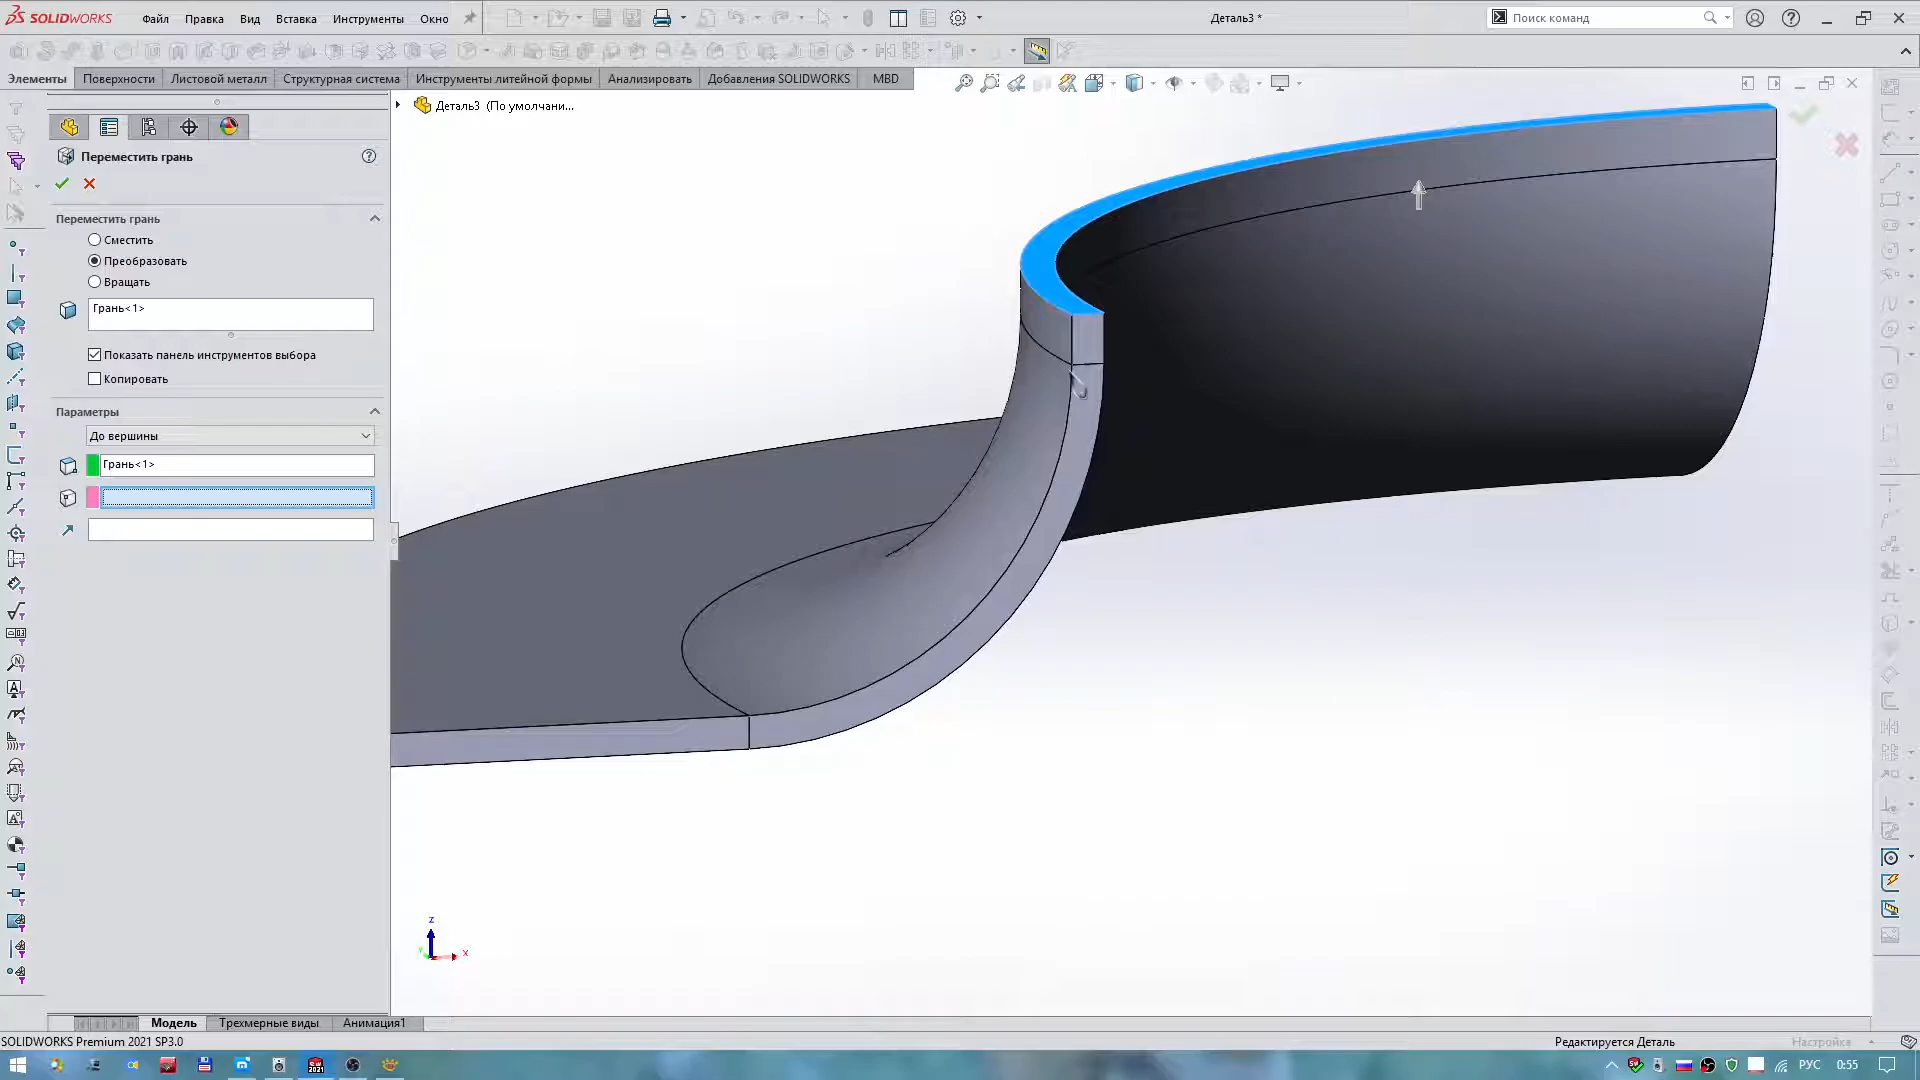 SOLIDWORKS
Файл
Правка
Вид
Вставка
Инструменты
Окно
Деталь3 *
Поиск команд
Элементы
Поверхности
Листовой металл
Структурная система
Инструменты литейной формы
Анализировать
Добавления SOLIDWORKS
MBD
Деталь3 (По умолчани...
Переместить грань
Переместить грань
Сместить
Преобразовать
Вращать
Грань<1>
Показать панель инструментов выбора
Копировать
Параметры
До вершины
Грань<1>
Z
X
Модель
Трехмерные виды
Анимация1
SOLIDWORKS Premium 2021 SP3.0
Редактируется Деталь
Настройка
РУС
0:55